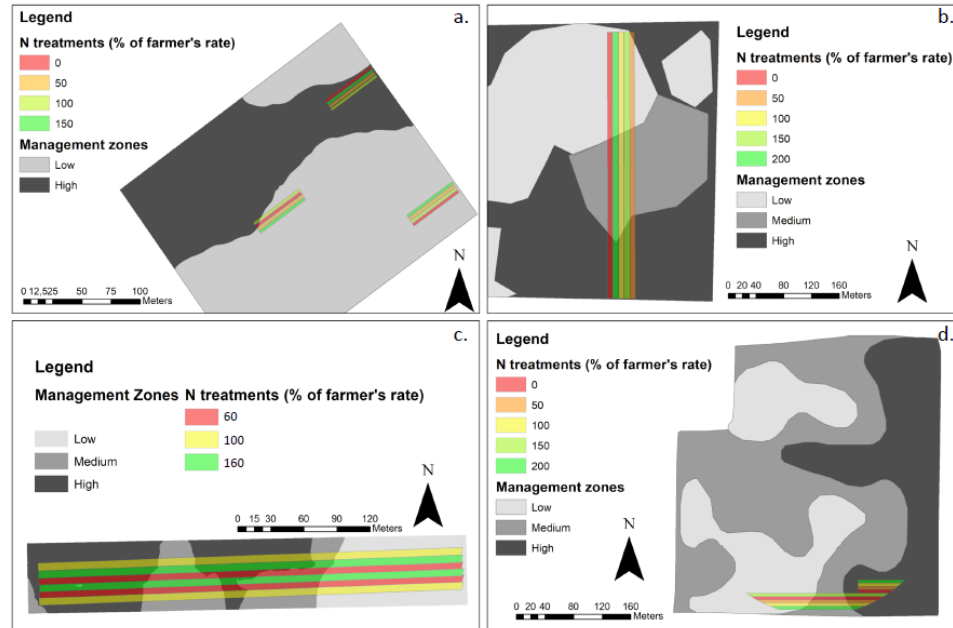 a.
Legend
N treatments (% of farmer's rate)
0
50
100
150
Management zones
Low
High
N
0 12,525 50 75 100
Meters
b.
Legend
N treatments (% of farmer's rate)
0
50
100
150
200
Management zones
Low
Medium
High
N
0 20 40 80 120 160
Meters
c.
Legend
Management Zones N treatments (% of farmer's rate)
Low
Medium
High
60
100
160
N
0 15 30 60 90 120
Meters
d.
Legend
N treatments (% of farmer's rate)
0
50
100
150
200
Management zones
Low
Medium
High
N
0 20 40 80 120 160
Meters